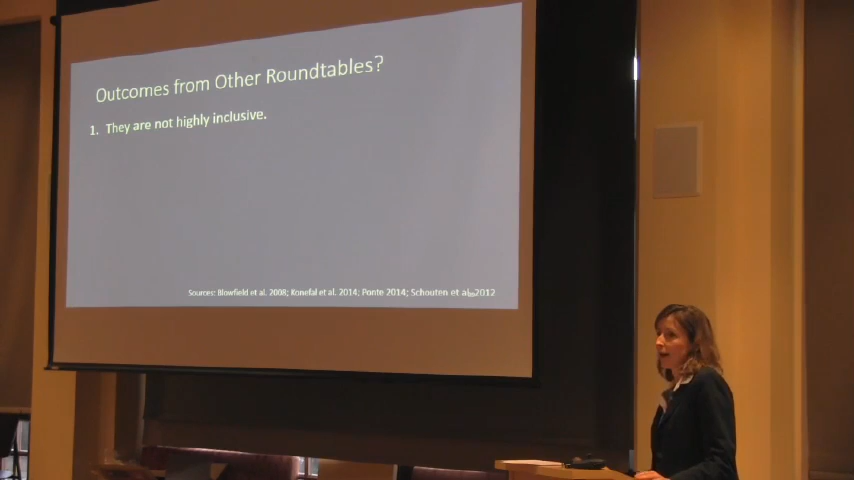 Outcomes from Other Roundtables?
1. They are not highly inclusive.
Sources: Blowfield et al. 2008; Konefal et al. 2014; Ponte 2014; Schouten et al. 2012